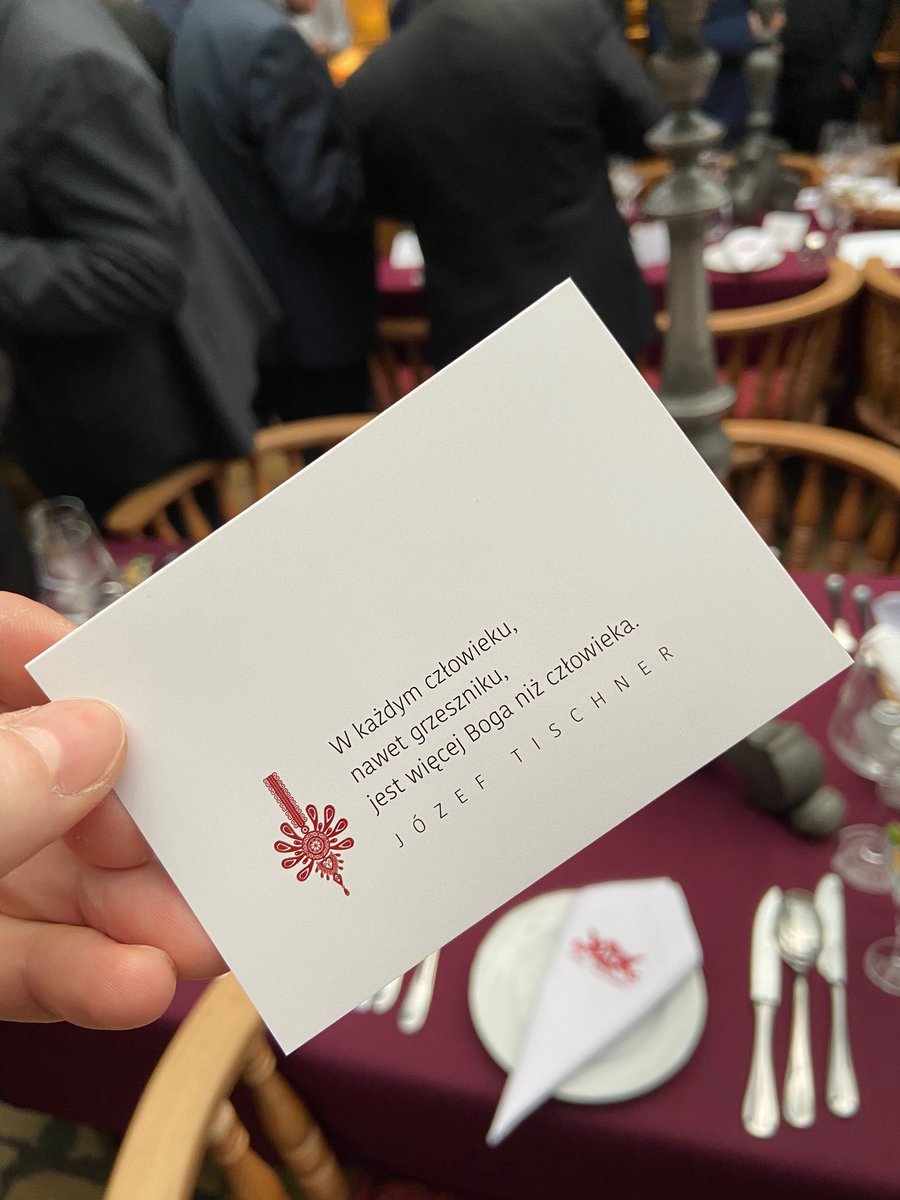 W każdym człowieku,
nawet grzeszniku,
jest więcej Boga niż człowieka.
JÓZEF TISCHNER